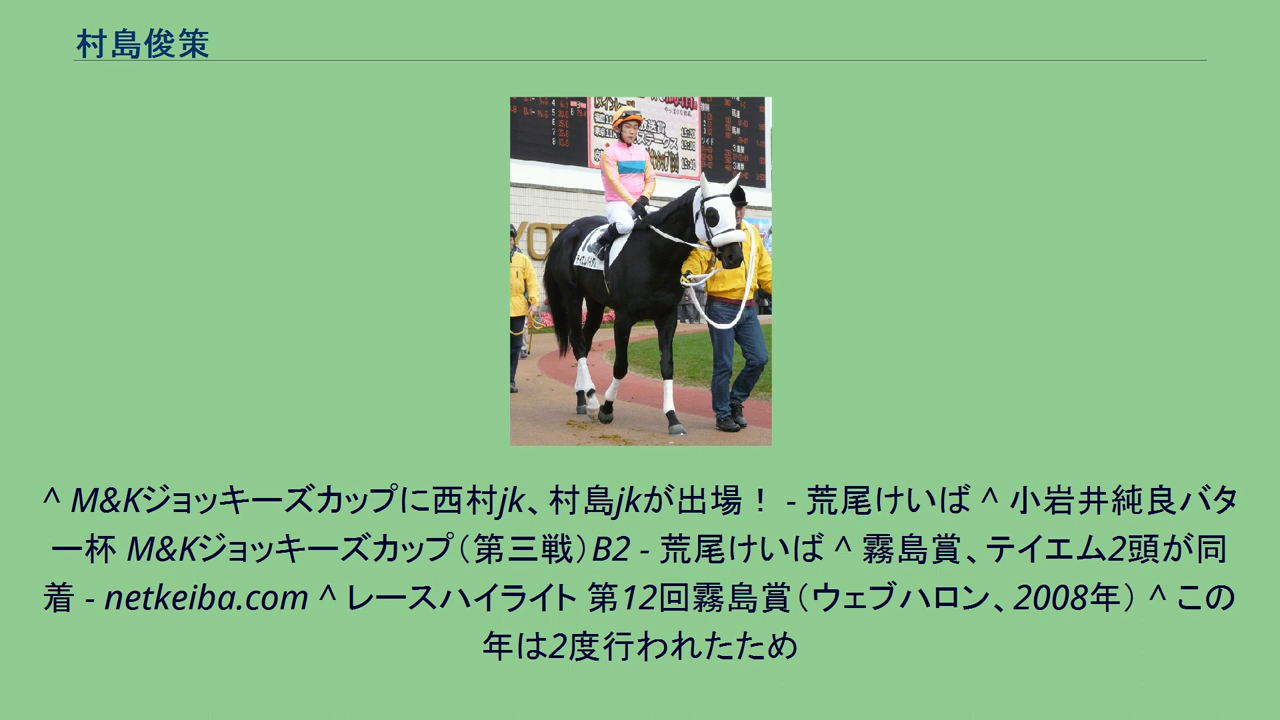 村島俊策
^ M&Kジョッキーズカップに西村jk、村島jkが出場！ - 荒尾けいば ^ 小岩井純良バタ
ー杯 M&Kジョッキーズカップ（第三戦）B2 - 荒尾けいば ^ 霧島賞、テイエム2頭が同
着 - netkeiba.com ^ レースハイライト 第12回霧島賞（ウェブハロン、2008年） ^ この
年は2度行われたため